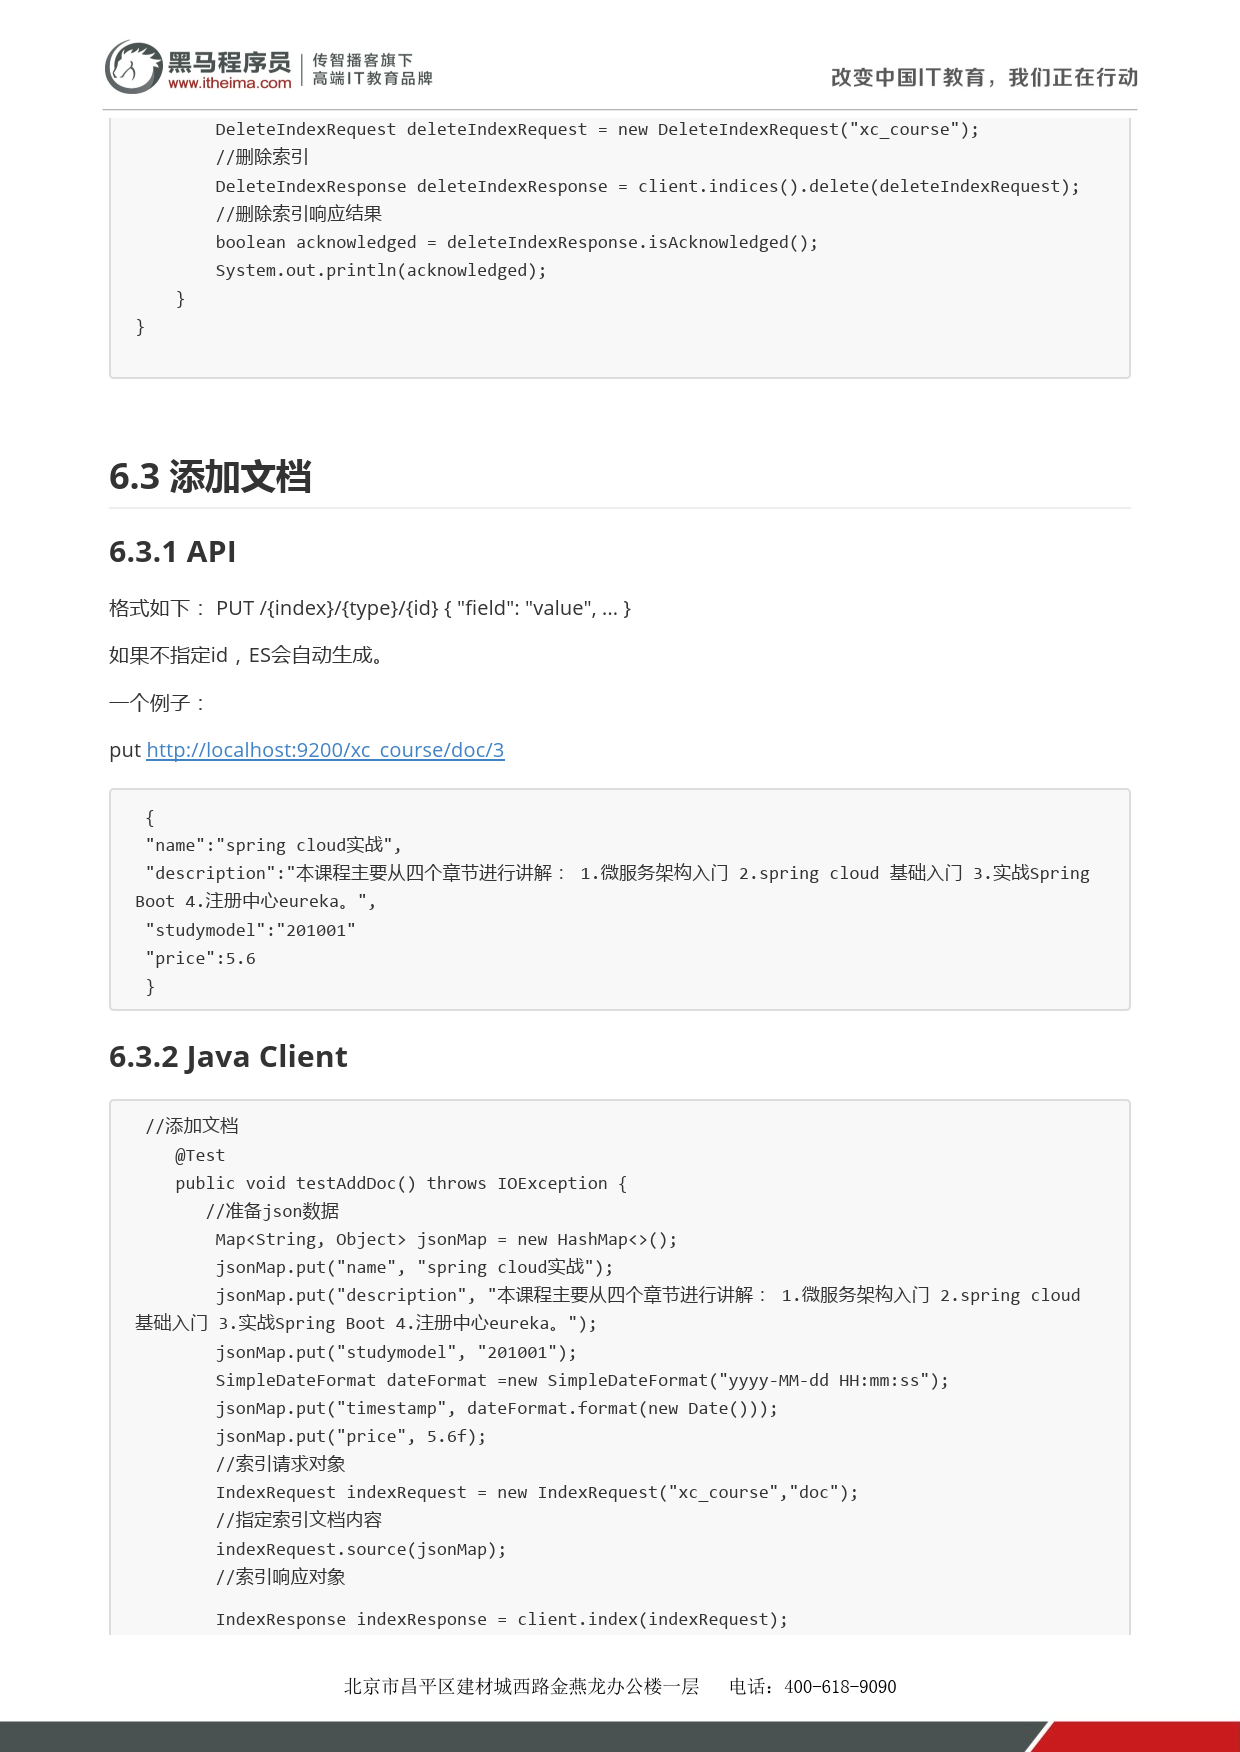 黑马程序员
www.itheima.com
传智播客旗下
高端IT教育品牌
改变中国IT教育，我们正在行动
        DeleteIndexRequest deleteIndexRequest = new DeleteIndexRequest("xc_course");
        //删除索引
        DeleteIndexResponse deleteIndexResponse = client.indices().delete(deleteIndexRequest);
        //删除索引响应结果
        boolean acknowledged = deleteIndexResponse.isAcknowledged();
        System.out.println(acknowledged);
    }
}
6.3 添加文档
6.3.1 API
格式如下： PUT /{index}/{type}/{id} { "field": "value", ... }
如果不指定id，ES会自动生成。
一个例子：
put http://localhost:9200/xc_course/doc/3
 {
 "name":"spring cloud实战",
 "description":"本课程主要从四个章节进行讲解： 1.微服务架构入门 2.spring cloud 基础入门 3.实战Spring
Boot 4.注册中心eureka。",
 "studymodel":"201001"
 "price":5.6
 }
6.3.2 Java Client
 //添加文档
    @Test
    public void testAddDoc() throws IOException {
       //准备json数据
        Map<String, Object> jsonMap = new HashMap<>();
        jsonMap.put("name", "spring cloud实战");
        jsonMap.put("description", "本课程主要从四个章节进行讲解： 1.微服务架构入门 2.spring cloud
基础入门 3.实战Spring Boot 4.注册中心eureka。");
        jsonMap.put("studymodel", "201001");
        SimpleDateFormat dateFormat =new SimpleDateFormat("yyyy-MM-dd HH:mm:ss");
        jsonMap.put("timestamp", dateFormat.format(new Date()));
        jsonMap.put("price", 5.6f);
        //索引请求对象
        IndexRequest indexRequest = new IndexRequest("xc_course","doc");
        //指定索引文档内容
        indexRequest.source(jsonMap);
        //索引响应对象
        IndexResponse indexResponse = client.index(indexRequest);
北京市昌平区建材城西路金燕龙办公楼一层 电话：400-618-9090